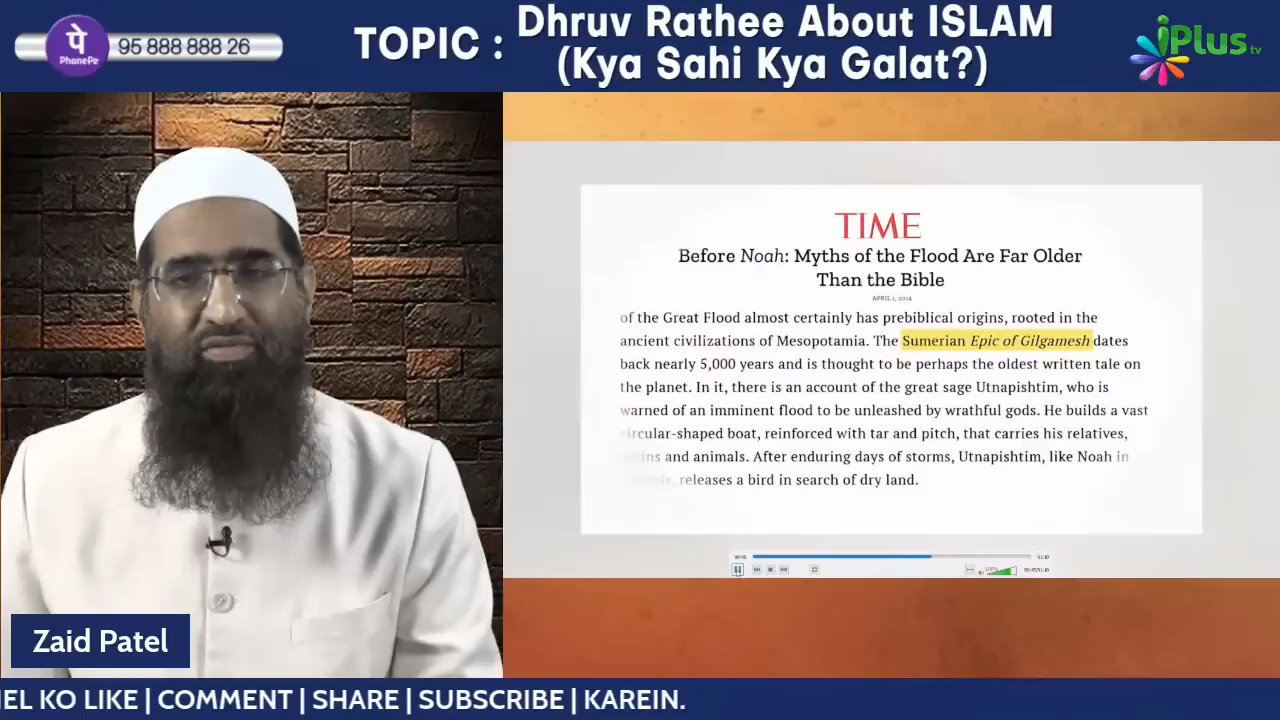 पे
PhonePe
95 888 888 26
TOPIC :
Dhruv Rathee About ISLAM
(Kya Sahi Kya Galat?)
iPlus tv
TIME
Before Noah: Myths of the Flood Are Far Older
Than the Bible
APRIL 1, 2014
of the Great Flood almost certainly has prebiblical origins, rooted in the
ancient civilizations of Mesopotamia. The Sumerian Epic of Gilgamesh dates
back nearly 5,000 years and is thought to be perhaps the oldest written tale on
the planet. In it, there is an account of the great sage Utnapishtim, who is
warned of an imminent flood to be unleashed by wrathful gods. He builds a vast
circular-shaped boat, reinforced with tar and pitch, that carries his relatives,
and animals. After enduring days of storms, Utnapishtim, like Noah in
releases a bird in search of dry land.
100%
Zaid Patel
NEL KO LIKE | COMMENT | SHARE | SUBSCRIBE | KAREIN.